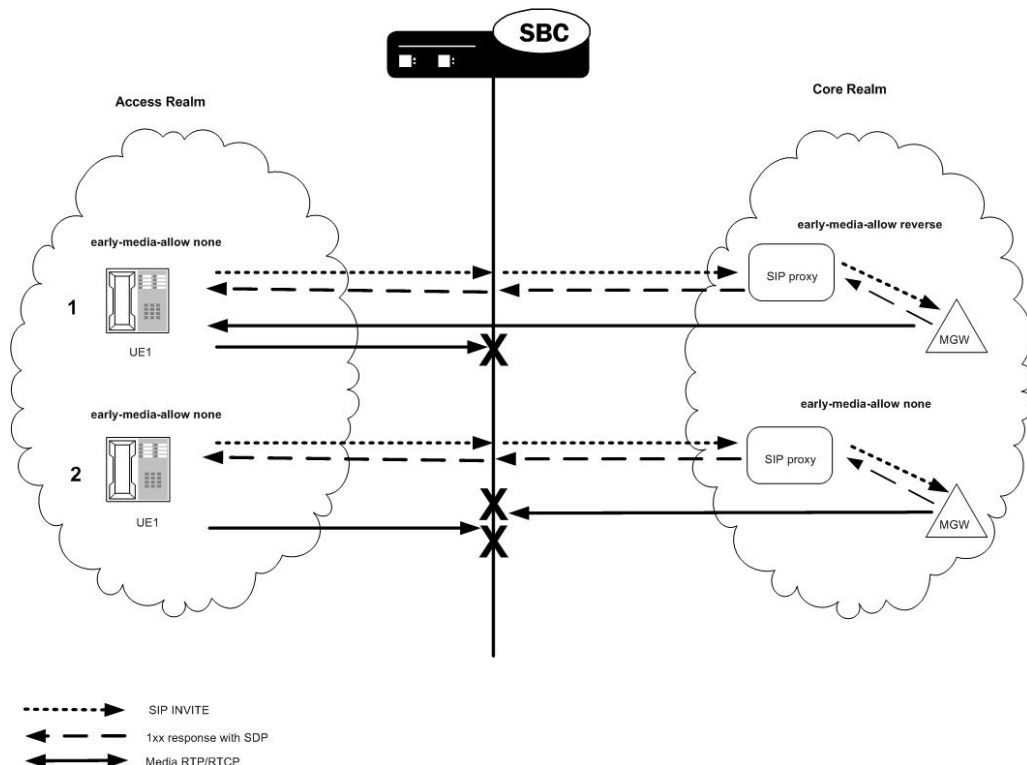 SBC
Access Realm
Core Realm
early-media-allow none
early-media-allow reverse
1
UE1
SIP proxy
MGW
X
early-media-allow none
early-media-allow none
2
UE1
SIP proxy
MGW
X
X
SIP INVITE
1xx response with SDP
Media RTP/RTCP